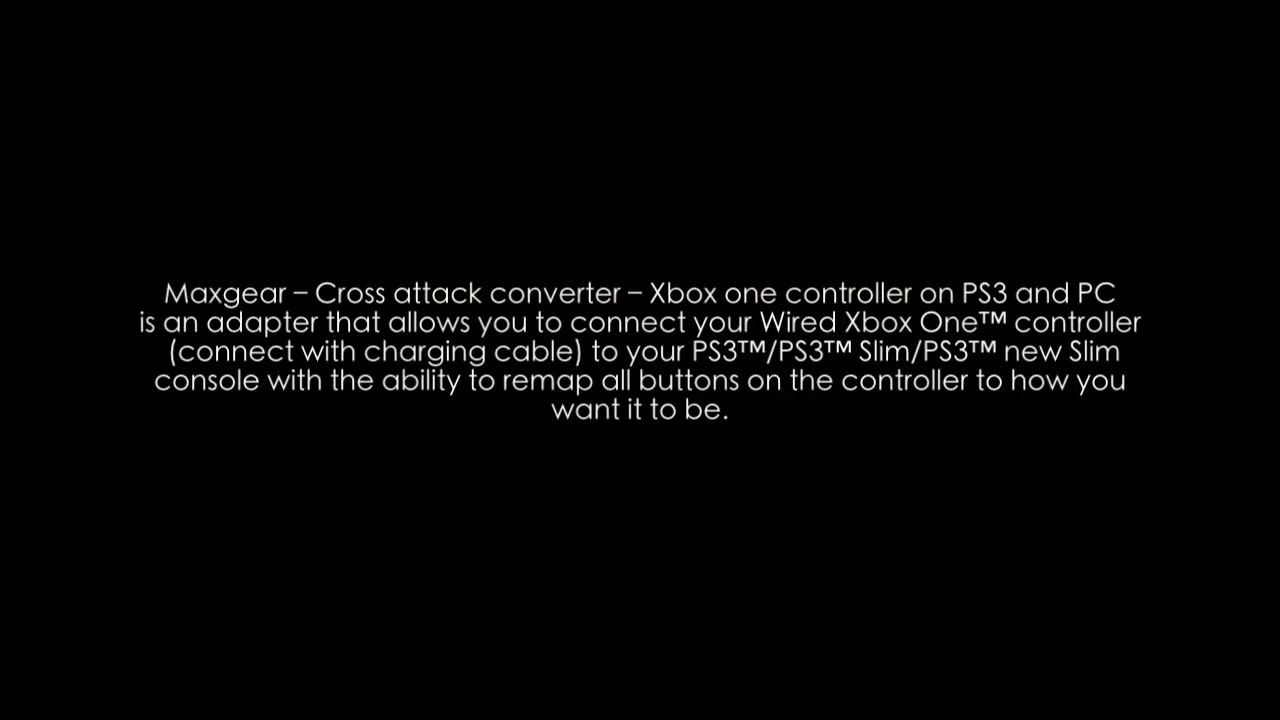 Maxgear – Cross attack converter – Xbox one controller on PS3 and PC
is an adapter that allows you to connect your Wired Xbox One™ controller
(connect with charging cable) to your PS3™/PS3™ Slim/PS3™ new Slim
console with the ability to remap all buttons on the controller to how you
want it to be.